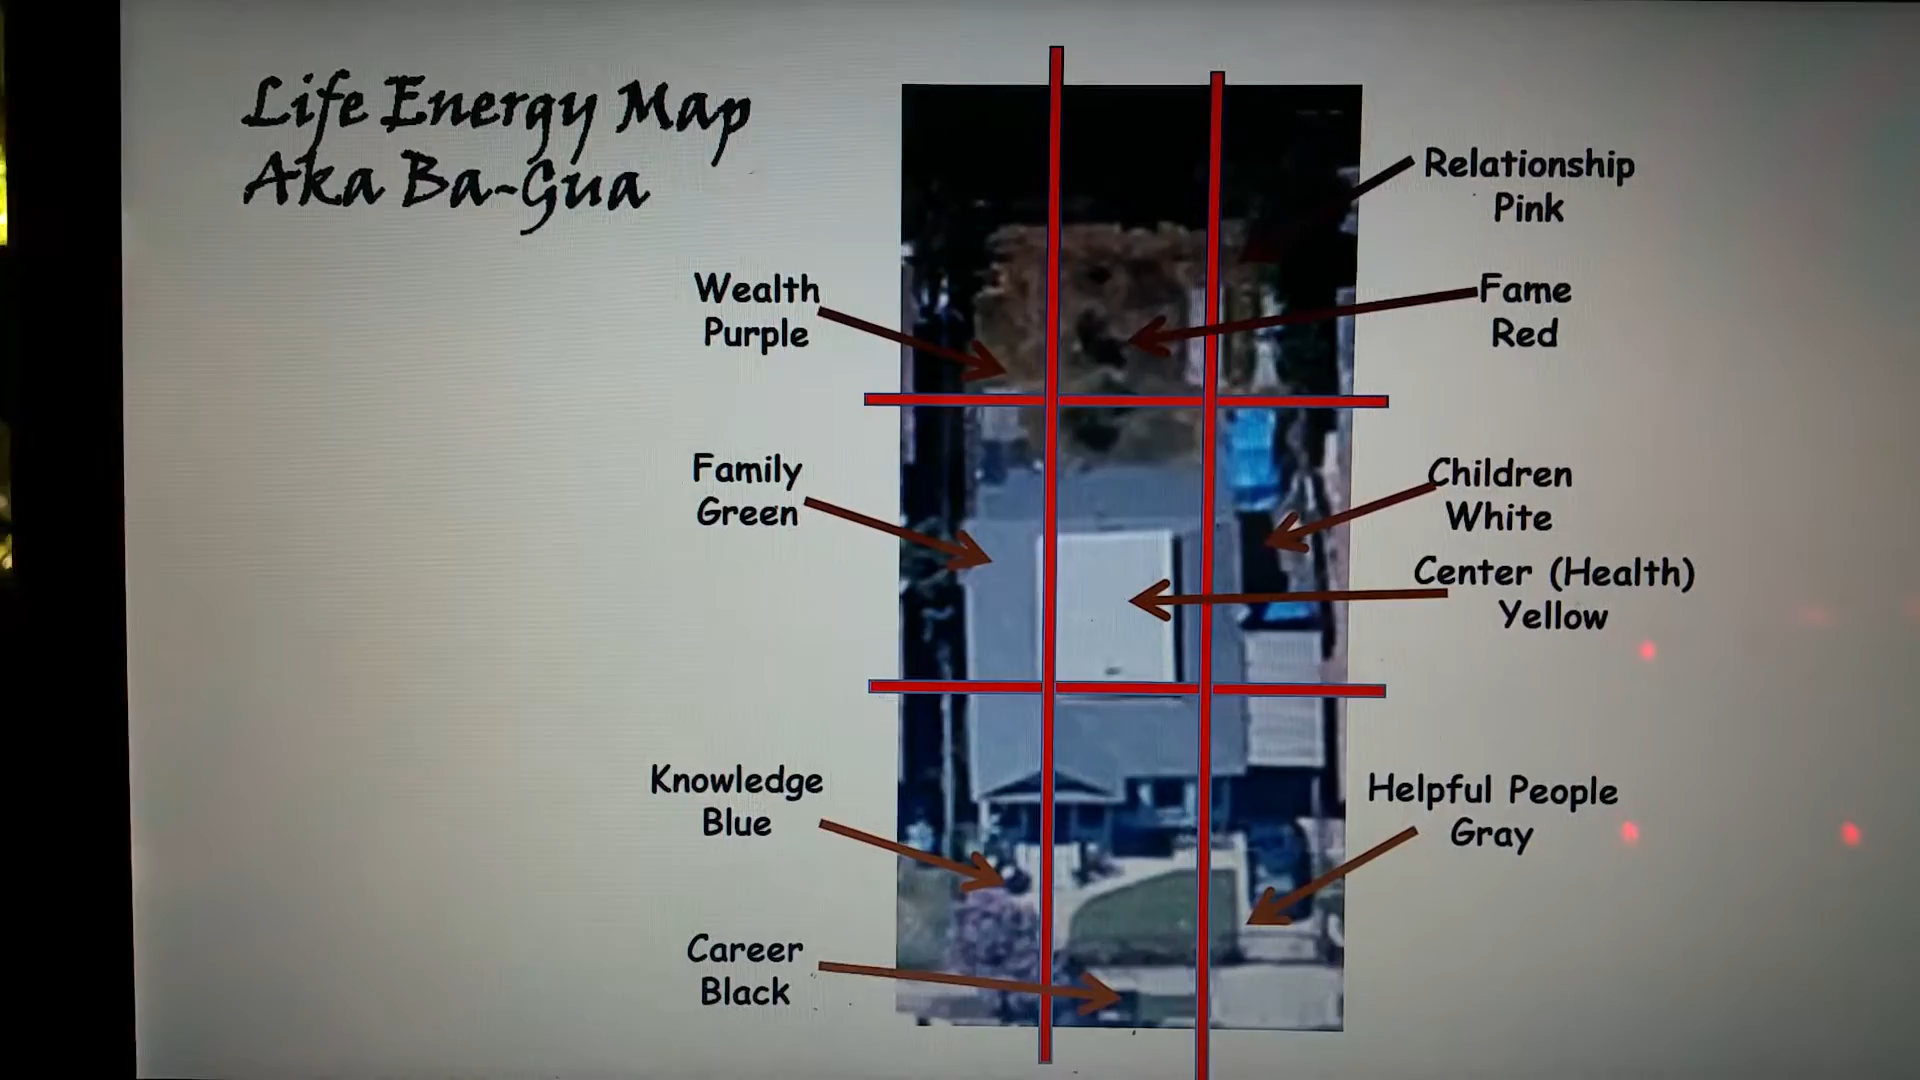 Life Energy Map
Aka Ba-Gua
Relationship
Pink
Wealth
Purple
Fame
Red
Family
Green
Children
White
Center (Health)
Yellow
Knowledge
Blue
Helpful People
Gray
Career
Black